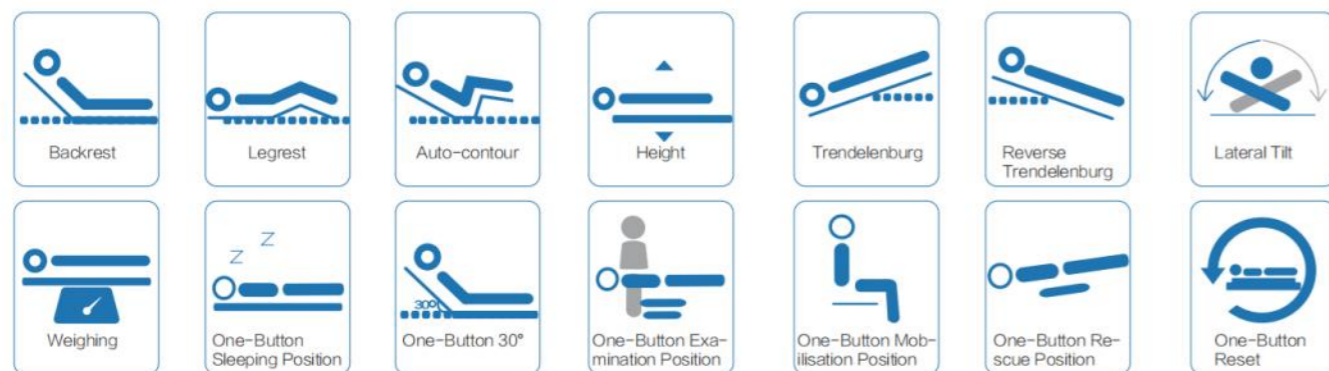 Backrest
Legrest
Auto-contour
Height
Trendelenburg
Reverse
Trendelenburg
Lateral Tilt
Z
Z
30°
Weighing
One-Button
Sleeping Position
One-Button 30°
One-Button Exa-
mination Position
One-Button Mob-
ilisation Position
One-Button Re-
scue Position
One-Button
Reset